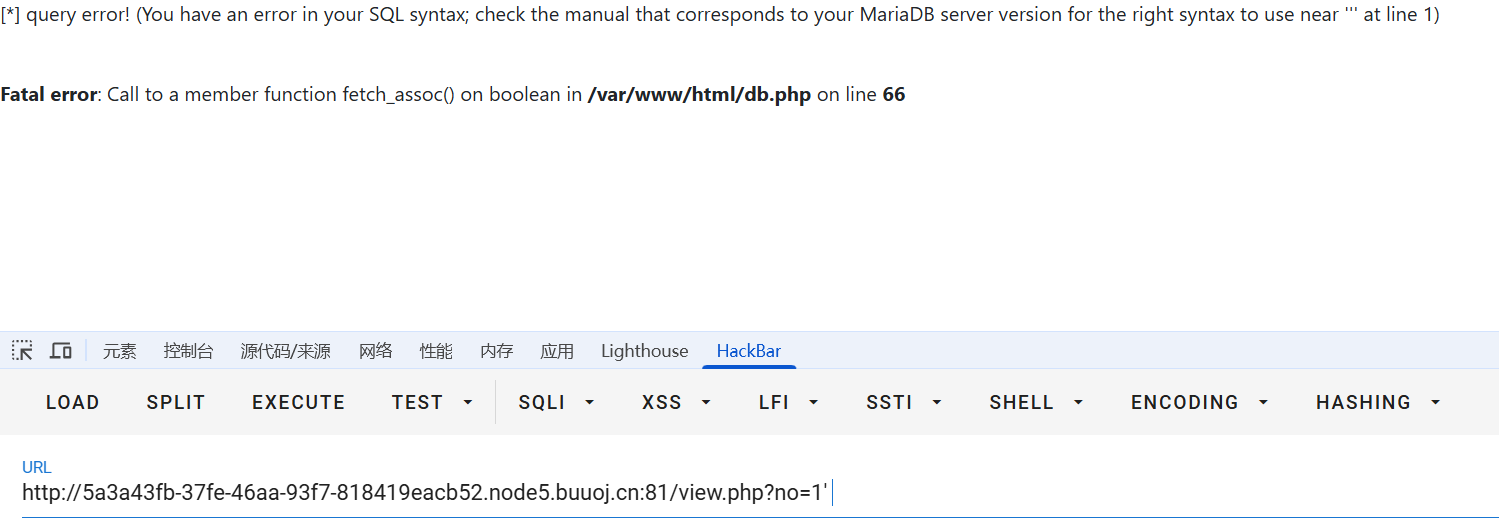 [*] query error! (You have an error in your SQL syntax; check the manual that corresponds to your MariaDB server version for the right syntax to use near ''' at line 1)
Fatal error: Call to a member function fetch_assoc() on boolean in /var/www/html/db.php on line 66
元素 控制台 源代码/来源 网络 性能 内存 应用 Lighthouse HackBar
LOAD SPLIT EXECUTE TEST SQLI XSS LFI SSTI SHELL ENCODING HASHING
URL
http://5a3a43fb-37fe-46aa-93f7-818419eacb52.node5.buuoj.cn:81/view.php?no=1'